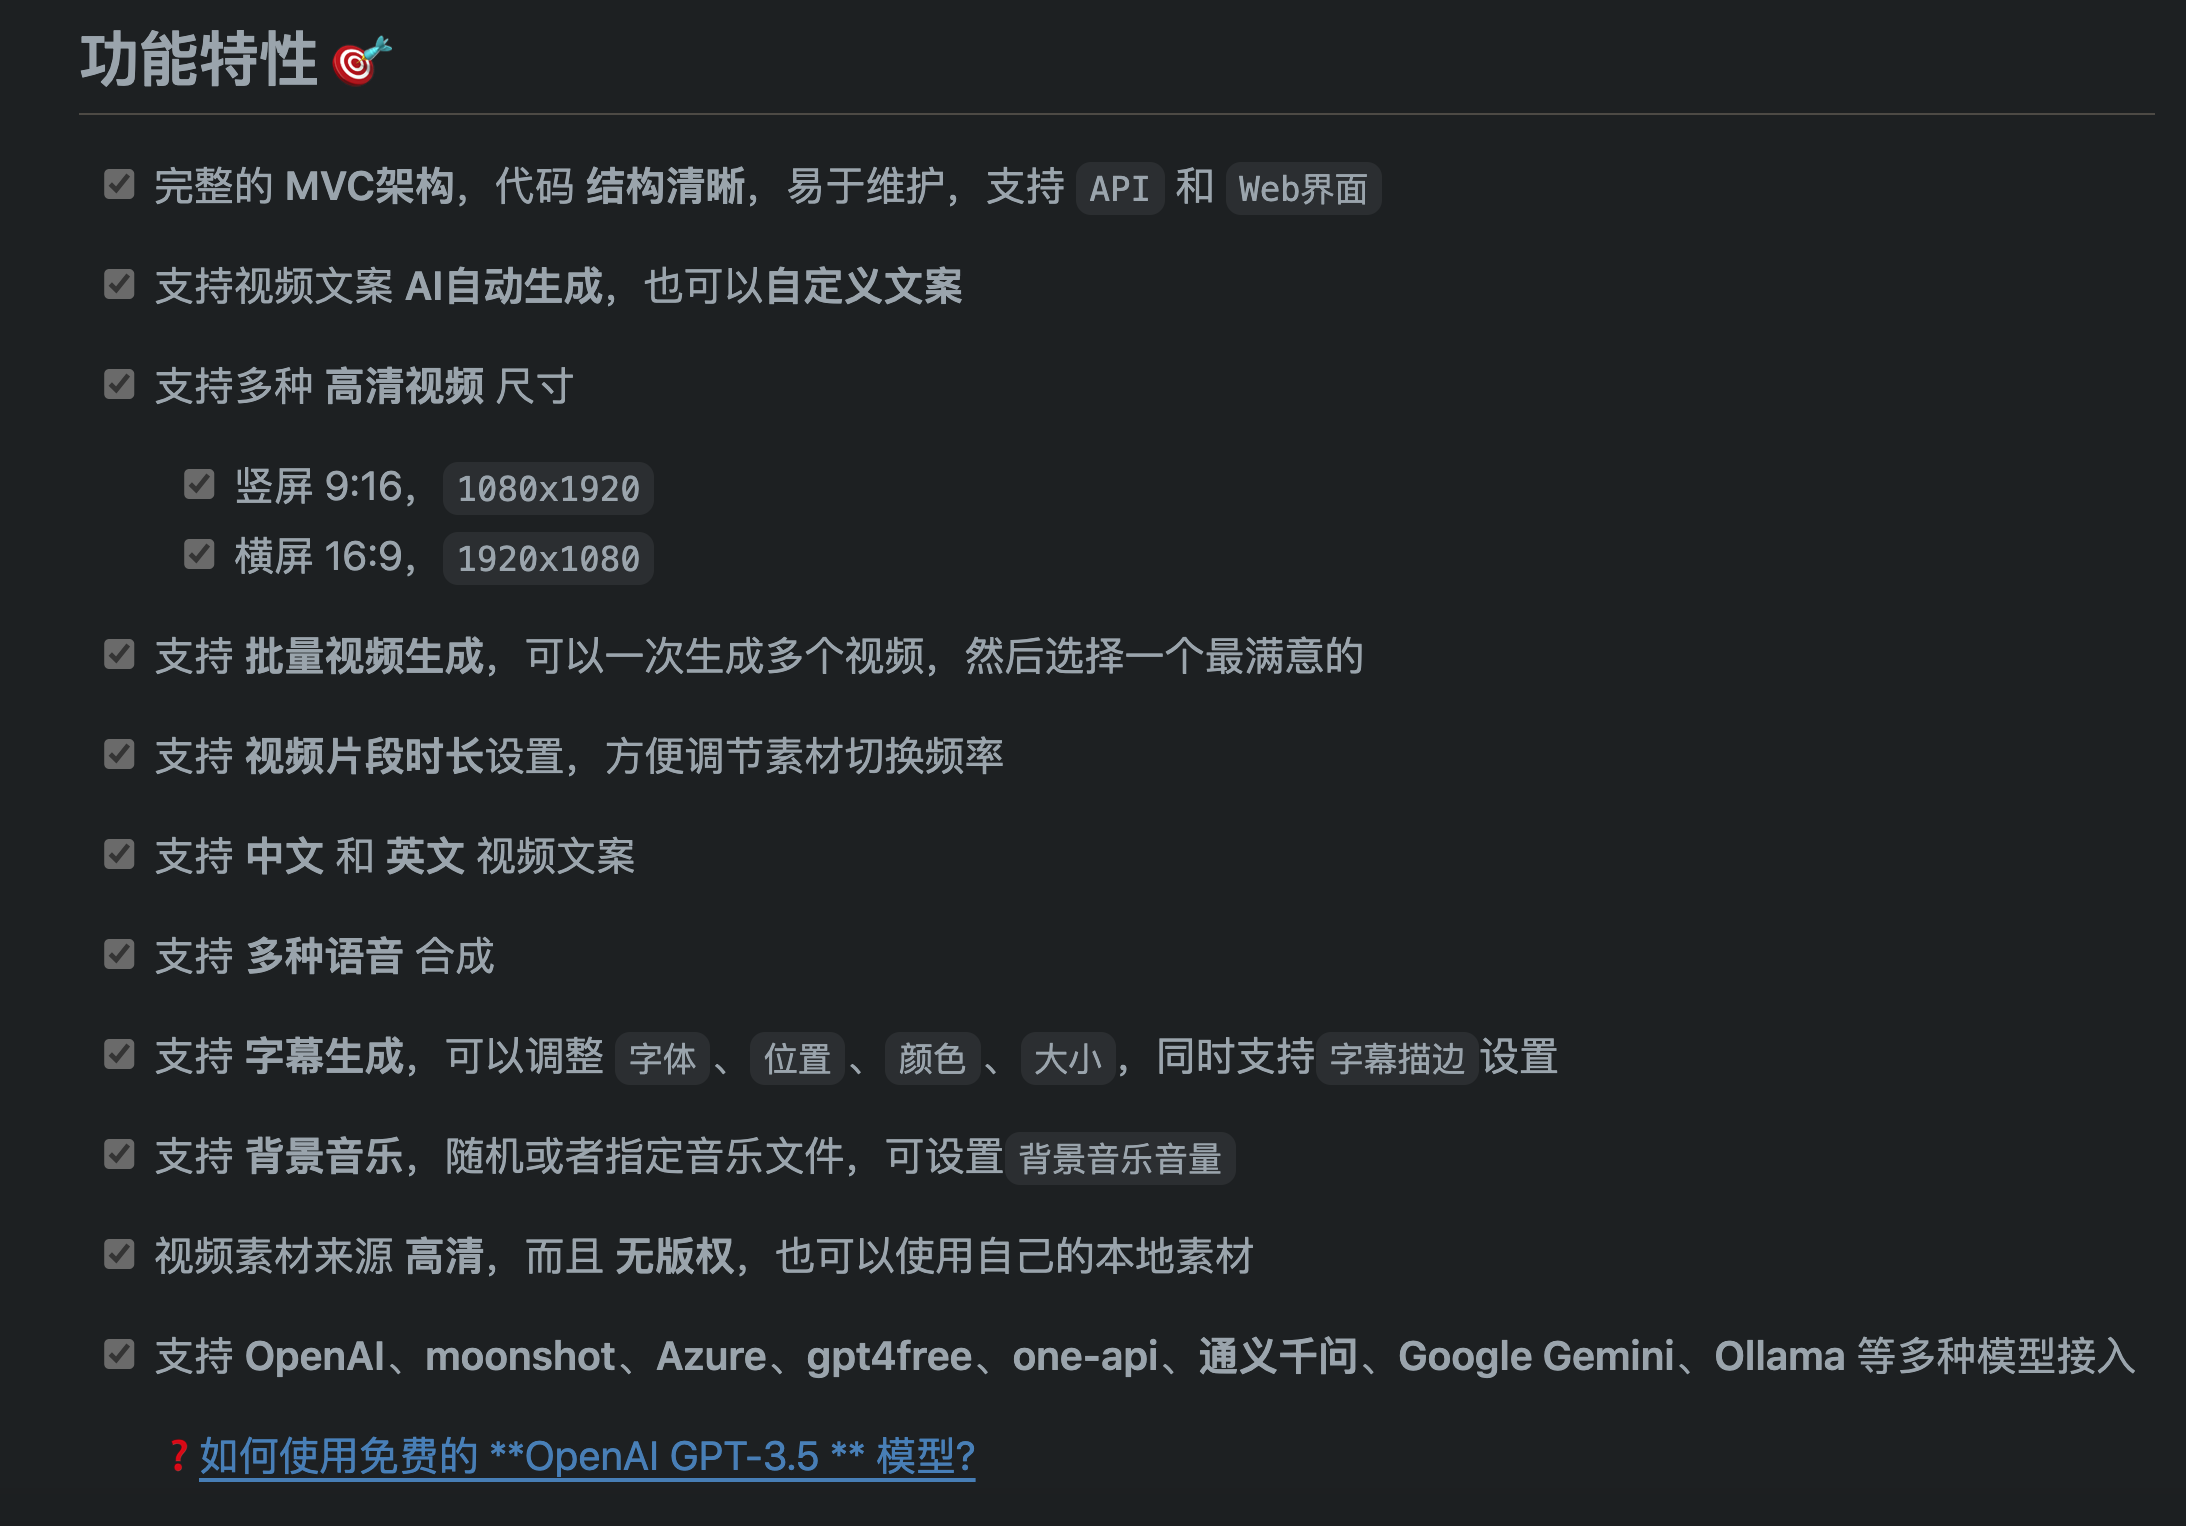 功能特性 🎯
完整的 MVC架构，代码 结构清晰，易于维护，支持 API 和 Web界面
支持视频文案 AI自动生成，也可以自定义文案
支持多种 高清视频 尺寸
竖屏 9:16，1080x1920
横屏 16:9，1920x1080
支持 批量视频生成，可以一次生成多个视频，然后选择一个最满意的
支持 视频片段时长设置，方便调节素材切换频率
支持 中文 和 英文 视频文案
支持 多种语音 合成
支持 字幕生成，可以调整 字体、位置、颜色、大小，同时支持字幕描边设置
支持 背景音乐，随机或者指定音乐文件，可设置背景音乐音量
视频素材来源 高清，而且 无版权，也可以使用自己的本地素材
支持 OpenAI、moonshot、Azure、gpt4free、one-api、通义千问、Google Gemini、Ollama 等多种模型接入
❓如何使用免费的 **OpenAI GPT-3.5 ** 模型?